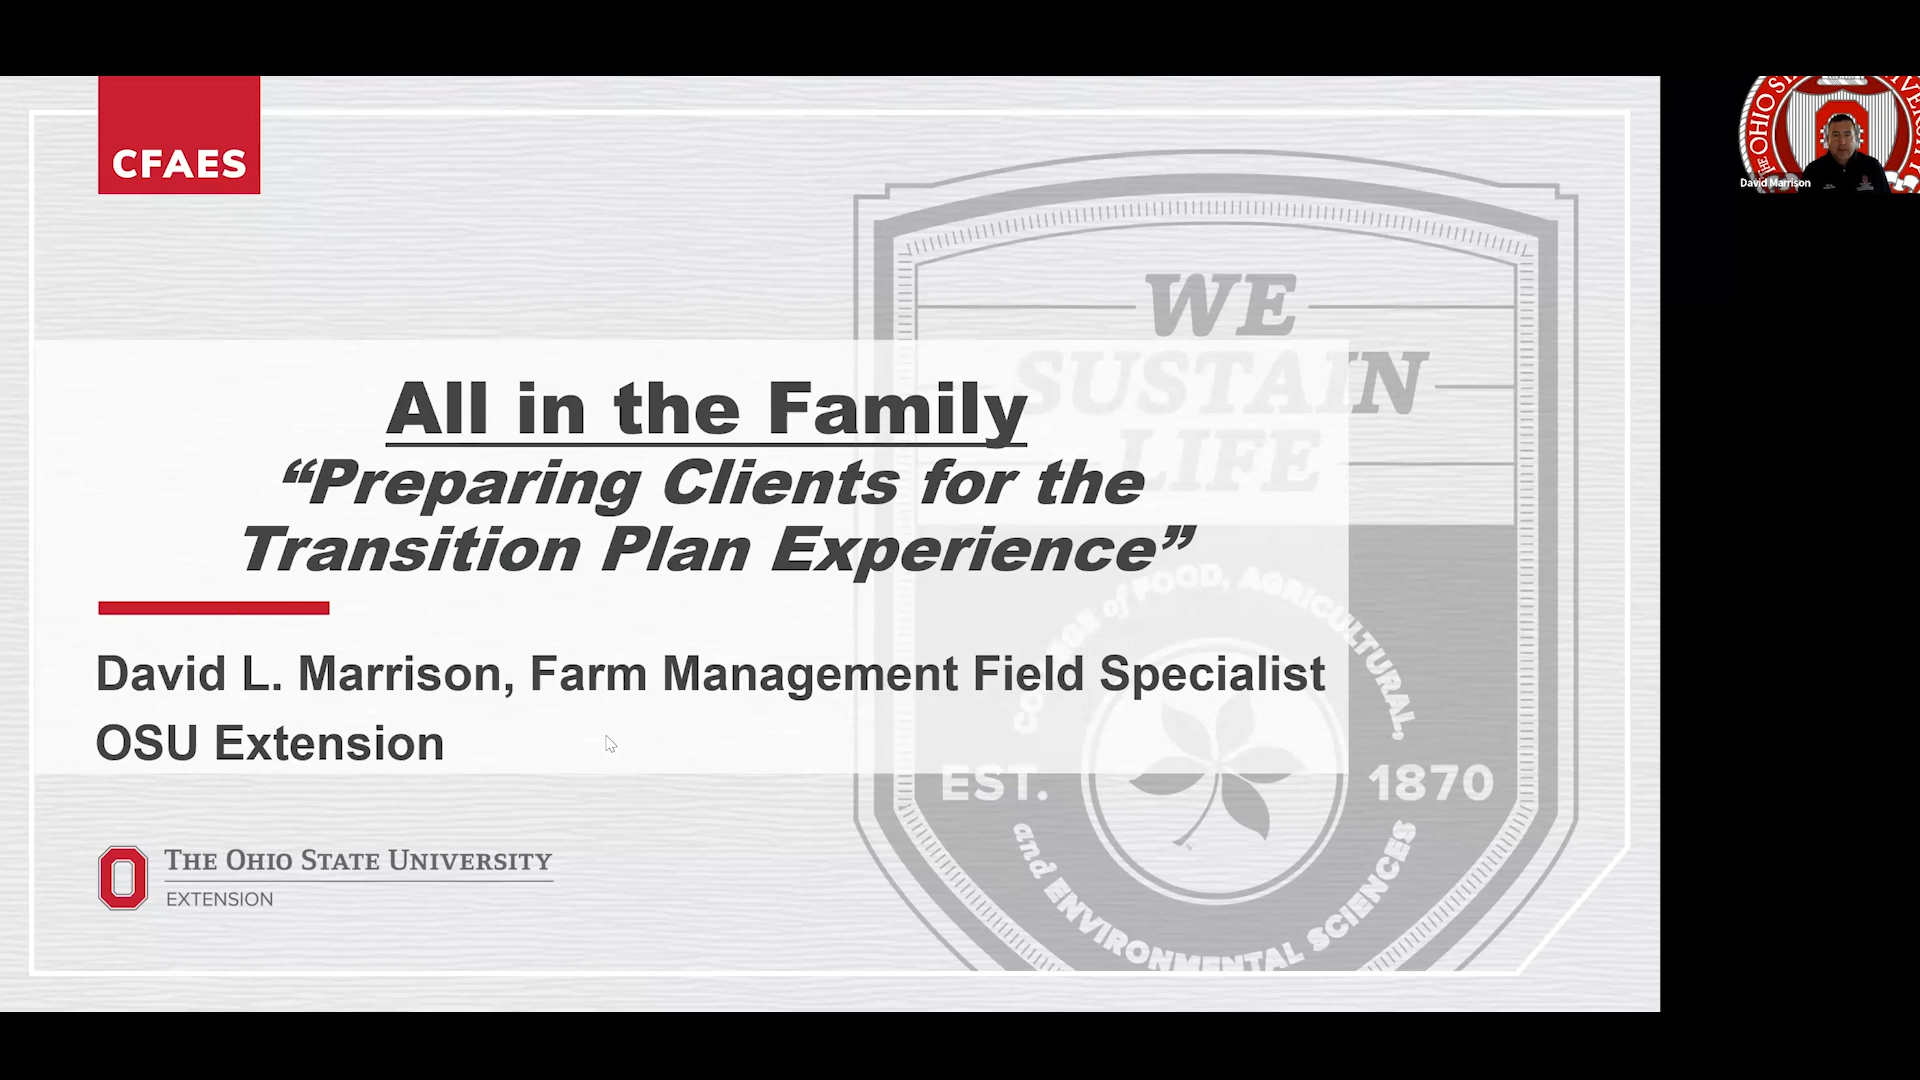 CFAES
WE
SUSTAIN
LIFE
All in the Family
“Preparing Clients for the
Transition Plan Experience”
David L. Marrison, Farm Management Field Specialist
OSU Extension
COLLEGE of FOOD, AGRICULTURAL,
EST. 1870
and ENVIRONMENTAL SCIENCES
THE OHIO STATE UNIVERSITY
EXTENSION
THE OHIO
David Marrison